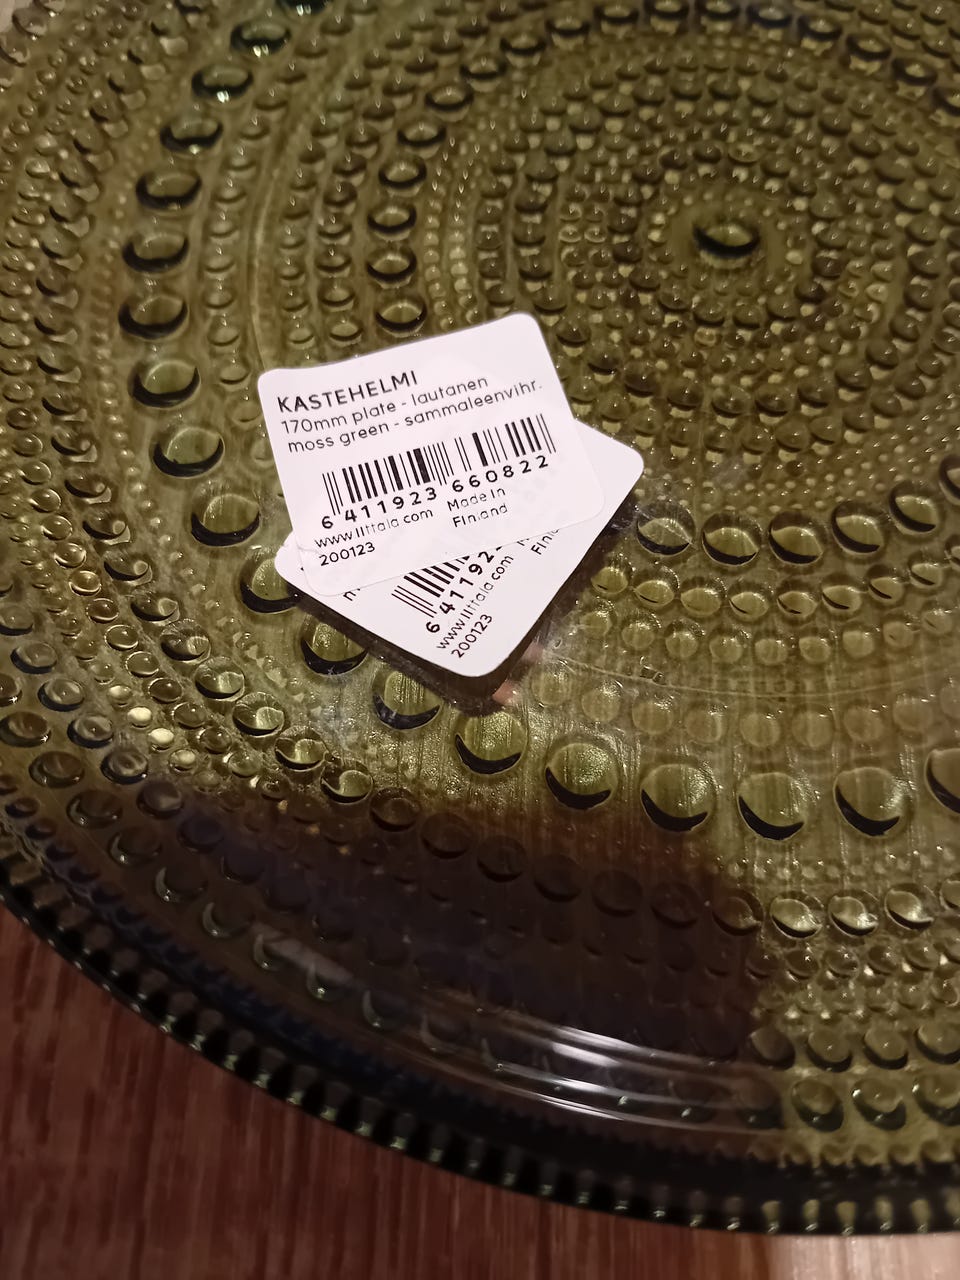 KASTEHELMI
170mm plate - lautanen
moss green - sammaleenvihr.
6 411923 660822
www.iittala.com Made in
200123 Finland
6 41192
www.iittala.com Fin
200123